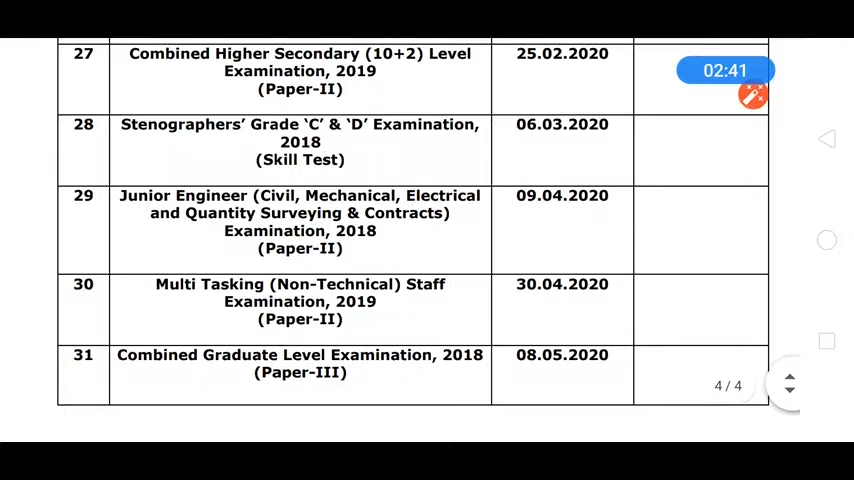 27 Combined Higher Secondary (10+2) Level 25.02.2020
Examination, 2019
(Paper-II)
02:41
28 Stenographers’ Grade ‘C’ & ‘D’ Examination, 06.03.2020
2018
(Skill Test)
29 Junior Engineer (Civil, Mechanical, Electrical 09.04.2020
and Quantity Surveying & Contracts)
Examination, 2018
(Paper-II)
30 Multi Tasking (Non-Technical) Staff 30.04.2020
Examination, 2019
(Paper-II)
31 Combined Graduate Level Examination, 2018 08.05.2020
(Paper-III)
4 / 4